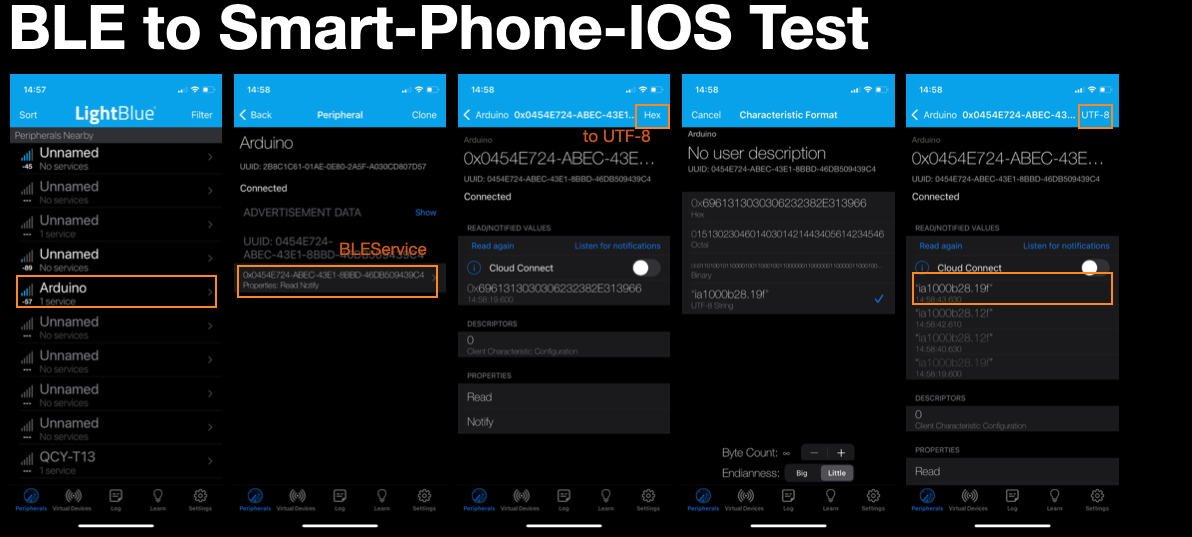 BLE to Smart-Phone-IOS Test
14:57
Sort
LightBlue
Filter
Peripherals Nearby
Unnamed
-45
No services
Unnamed
No services
Unnamed
1 service
Unnamed
-89
No services
Arduino
-57
1 service
Unnamed
No services
Unnamed
No services
Unnamed
No services
Unnamed
No services
QCY-T13
1 service
Peripherals
Virtual Devices
Log
Learn
Settings
14:58
Back
Peripheral
Clone
Arduino
UUID: 2B8C1C61-01AE-0E80-2A5F-A030CD807D57
Connected
ADVERTISEMENT DATA
Show
UUID: 0454E724-
ABEC-43E1-8BBD-46DB509439C4
BLEService
0x0454E724-ABEC-43E1-8BBD-46DB509439C4
Properties: Read Notify
Peripherals
Virtual Devices
Log
Learn
Settings
14:58
Arduino
0x0454E724-ABEC-43E1...
Hex
to UTF-8
Arduino
0x0454E724-ABEC-43E...
UUID: 0454E724-ABEC-43E1-8BBD-46DB509439C4
Connected
READ/NOTIFIED VALUES
Read again
Listen for notifications
Cloud Connect
0x6961313030306232382E313966
14:58:19.600
DESCRIPTORS
0
Client Characteristic Configuration
PROPERTIES
Read
Notify
Peripherals
Virtual Devices
Log
Learn
Settings
14:58
Cancel
Characteristic Format
Arduino
No user description
UUID: 0454E724-ABEC-43E1-8BBD-46DB509439C4
0x6961313030306232382E313966
Hex
0151302304601403014214434056142345 46
Octal
Binary
"ia1000b28.19f"
UTF-8 String
Byte Count: ∞
− +
Endianness:
Big
Little
Peripherals
Virtual Devices
Log
Learn
Settings
14:58
Arduino
0x0454E724-ABEC-43...
UTF-8
Arduino
0x0454E724-ABEC-43E...
UUID: 0454E724-ABEC-43E1-8BBD-46DB509439C4
Connected
READ/NOTIFIED VALUES
Read again
Listen for notifications
Cloud Connect
"ia1000b28.19f"
14:58:43.630
"ia1000b28.12f"
14:58:42.610
"ia1000b28.19f"
14:58:40.630
"ia1000b28.19f"
14:58:19.600
DESCRIPTORS
0
Client Characteristic Configuration
PROPERTIES
Read
Peripherals
Virtual Devices
Log
Learn
Settings